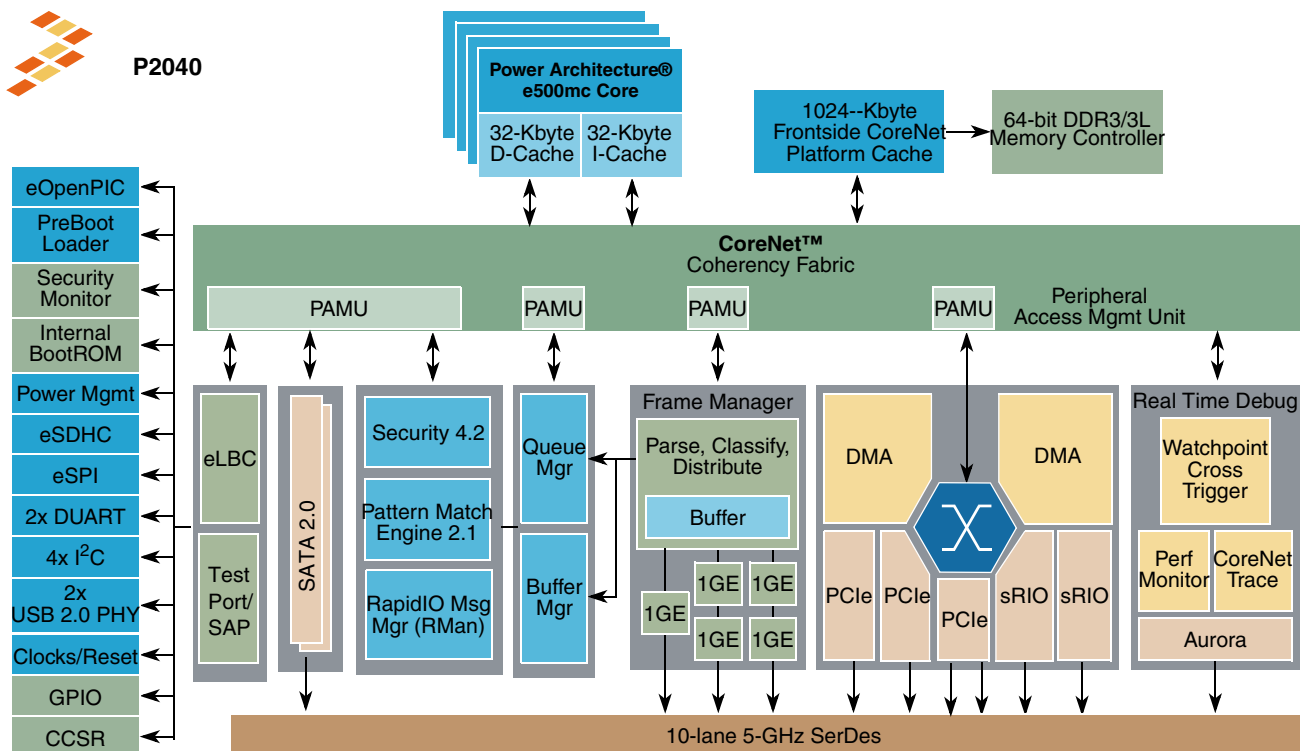 P2040
Power Architecture®
e500mc Core
32-Kbyte
D-Cache
32-Kbyte
I-Cache
1024--Kbyte
Frontside CoreNet
Platform Cache
64-bit DDR3/3L
Memory Controller
eOpenPIC
PreBoot
Loader
Security
Monitor
Internal
BootROM
Power Mgmt
eSDHC
eSPI
2x DUART
4x I²C
2x
USB 2.0 PHY
Clocks/Reset
GPIO
CCSR
CoreNet™
Coherency Fabric
PAMU
PAMU
PAMU
PAMU
Peripheral
Access Mgmt Unit
eLBC
Test
Port/
SAP
SATA 2.0
Security 4.2
Pattern Match
Engine 2.1
RapidIO Msg
Mgr (RMan)
Queue
Mgr
Buffer
Mgr
Frame Manager
Parse, Classify,
Distribute
Buffer
1GE
1GE
1GE
1GE
1GE
DMA
DMA
PCIe
PCIe
PCIe
sRIO
sRIO
Real Time Debug
Watchpoint
Cross
Trigger
Perf
Monitor
CoreNet
Trace
Aurora
10-lane 5-GHz SerDes